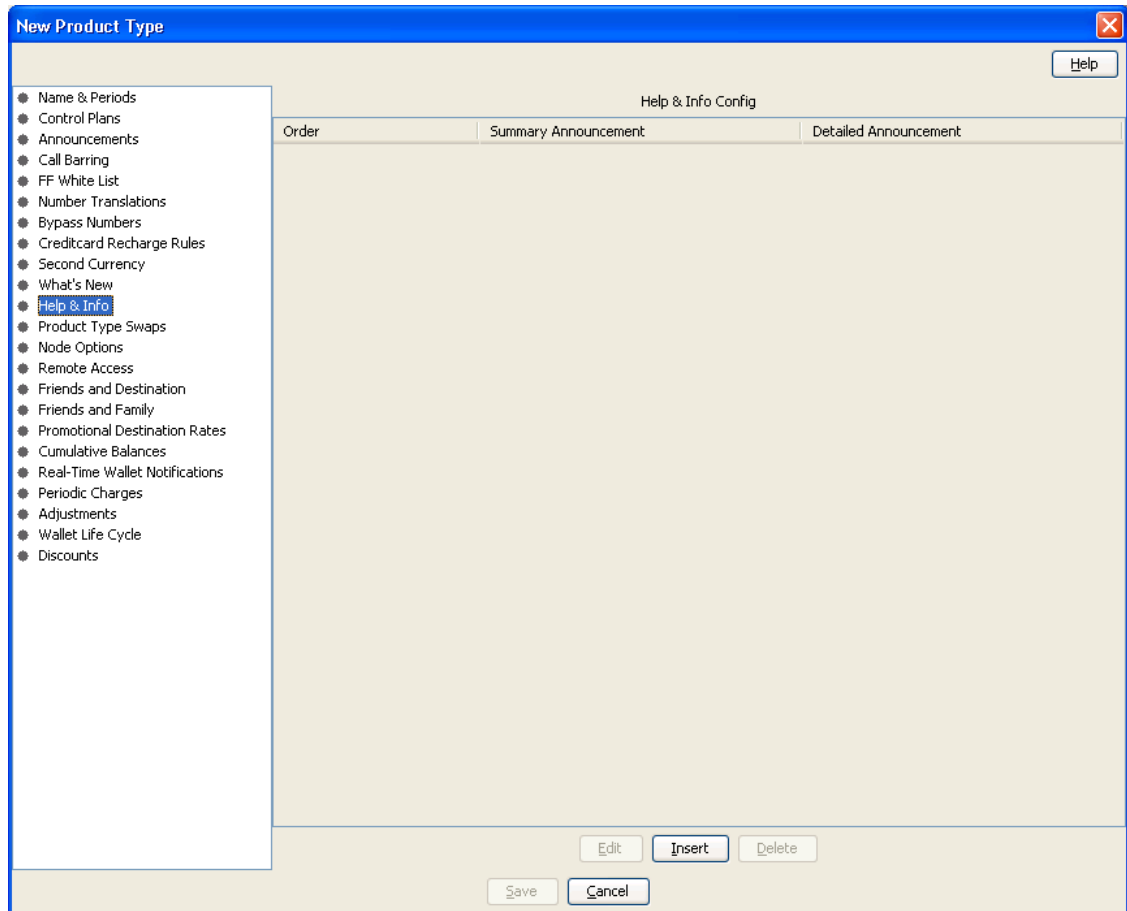 New Product Type
Help
Name & Periods
Control Plans
Announcements
Call Barring
FF White List
Number Translations
Bypass Numbers
Creditcard Recharge Rules
Second Currency
What's New
Help & Info
Product Type Swaps
Node Options
Remote Access
Friends and Destination
Friends and Family
Promotional Destination Rates
Cumulative Balances
Real-Time Wallet Notifications
Periodic Charges
Adjustments
Wallet Life Cycle
Discounts
Help & Info Config
Order Summary Announcement Detailed Announcement
Edit Insert Delete
Save Cancel